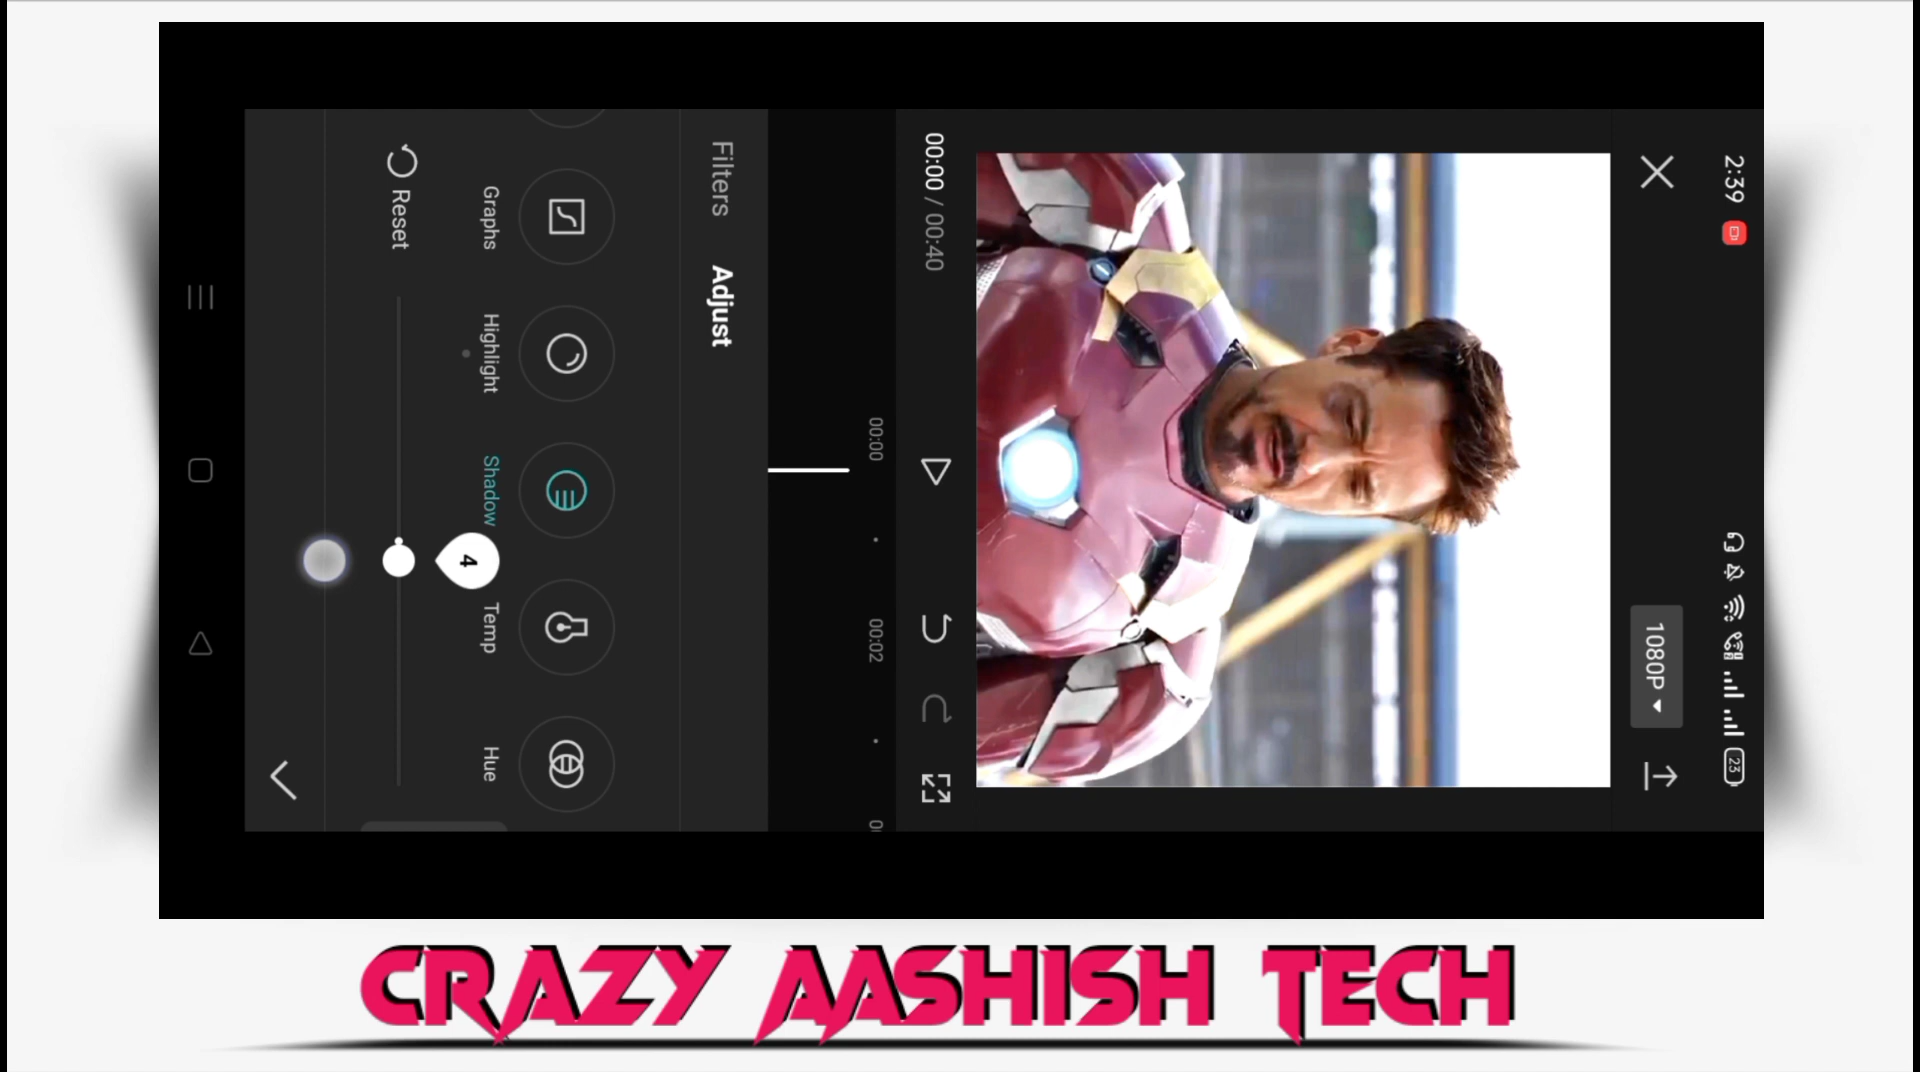 2:39
23
1080P
00:00 / 00:40
00:00
00:02
Filters
Adjust
Graphs
Highlight
Shadow
Temp
Hue
4
Reset
CRAZY AASHISH TECH